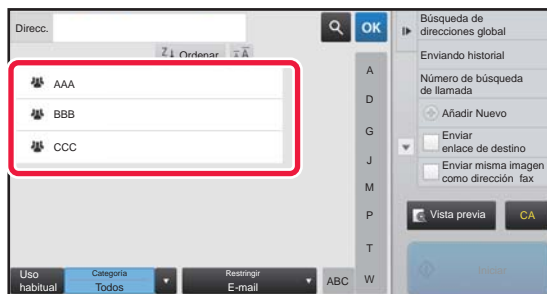 Direcc.
OK
Ordenar
AAA
BBB
CCC
A
D
G
J
M
P
T
W
Uso
habitual
Categoría
Todos
Restringir
E-mail
ABC
Búsqueda de
direcciones global
Enviando historial
Número de búsqueda
de llamada
Añadir Nuevo
Enviar
enlace de destino
Enviar misma imagen
como dirección fax
Vista previa
CA